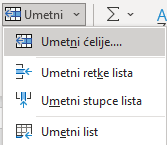 Umetni
Umetni ćelije....
Umetni retke lista
Umetni stupce lista
Umetni list